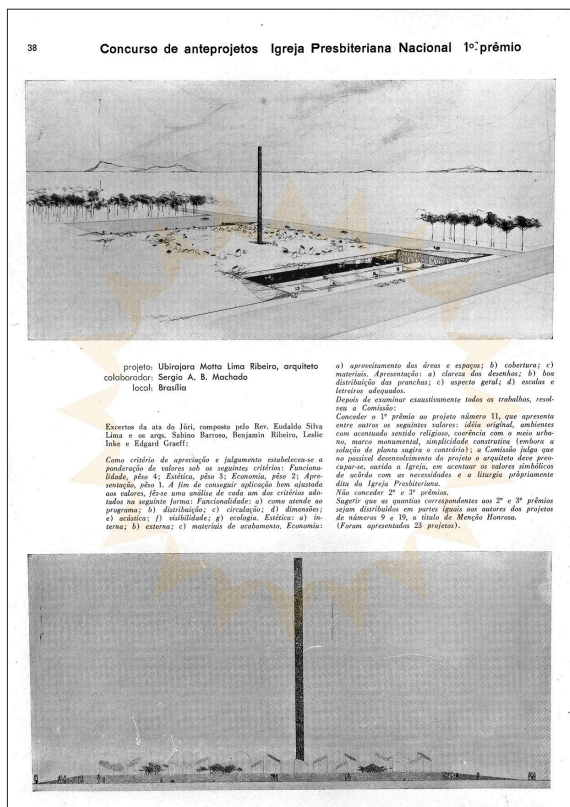 38
Concurso de anteprojetos Igreja Presbiteriana Nacional 1º prêmio
projeto: Ubirajara Motta Lima Ribeiro, arquiteto
colaborador: Sergio A. B. Machado
local: Brasília
Excertos da ata do Júri, composto pelo Rev. Eudaldo Silva
Lima e os arqs. Sabino Barroso, Benjamin Ribeiro, Leslie
Inke e Edgard Graeff:
Como critério de apreciação e julgamento estabeleceu-se a
ponderação de valores sob os seguintes critérios: Funciona-
lidade, pêso 4; Estética, pêso 3; Economia, pêso 2; Apre-
sentação, pêso 1. A fim de conseguir aplicação bem ajustada
aos valores, fêz-se uma análise de cada um dos critérios ado-
tados na seguinte forma: Funcionalidade: a) como atende ao
programa; b) distribuição; c) circulação; d) dimensões;
e) acústica; f) visibilidade; g) ecologia. Estética: a) in-
terna; b) externa; c) materiais de acabamento. Economia:
a) aproveitamento das áreas e espaços; b) cobertura; c)
materiais. Apresentação: a) clareza dos desenhos; b) boa
distribuição das pranchas; c) aspecto geral; d) escalas e
letreiros adequados.
Depois de examinar exaustivamente todos os trabalhos, resol-
veu a Comissão:
Conceder o 1º prêmio ao projeto número 11, que apresenta
entre outros os seguintes valores: idéia original, ambientes
com acentuado sentido religioso, coerência com o meio urba-
no, marco monumental, simplicidade construtiva (embora a
solução de planta sugira o contrário); a Comissão julga que
no possível desenvolvimento do projeto o arquiteto deve preo-
cupar-se, ouvida a Igreja, em acentuar os valores simbólicos
de acôrdo com as necessidades e a liturgia pròpriamente
dita da Igreja Presbiteriana.
Não conceder 2º e 3º prêmios.
Sugerir que as quantias correspondentes aos 2º e 3º prêmios
sejam distribuídos em partes iguais aos autores dos projetos
de números 9 e 19, a título de Menção Honrosa.
(Foram apresentados 23 projetos).